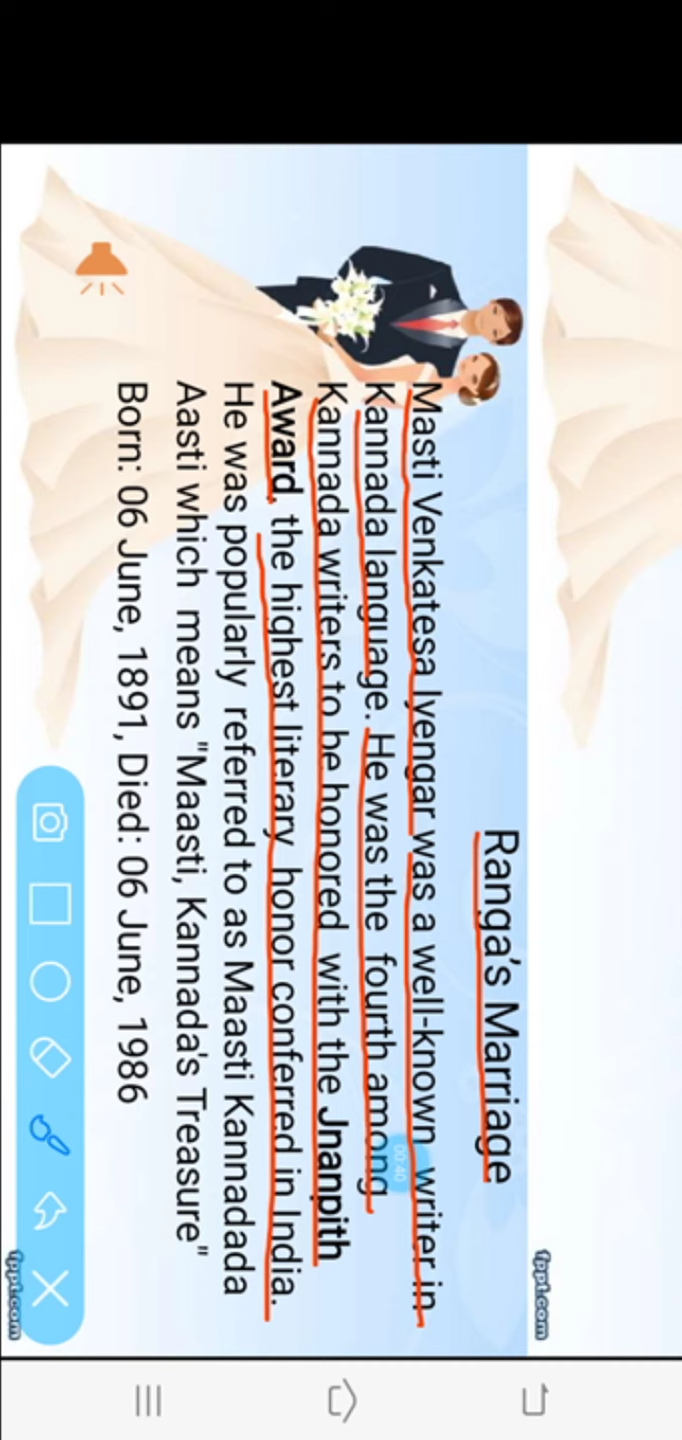 Ranga's Marriage
Masti Venkatesa Iyengar was a well-known writer in
Kannada language. He was the fourth among
Kannada writers to be honored with the Jnanpith
Award, the highest literary honor conferred in India.
He was popularly referred to as Maasti Kannadada
Aasti which means "Maasti, Kannada's Treasure"
Born: 06 June, 1891, Died: 06 June, 1986
00:40
fppt.com
fppt.com